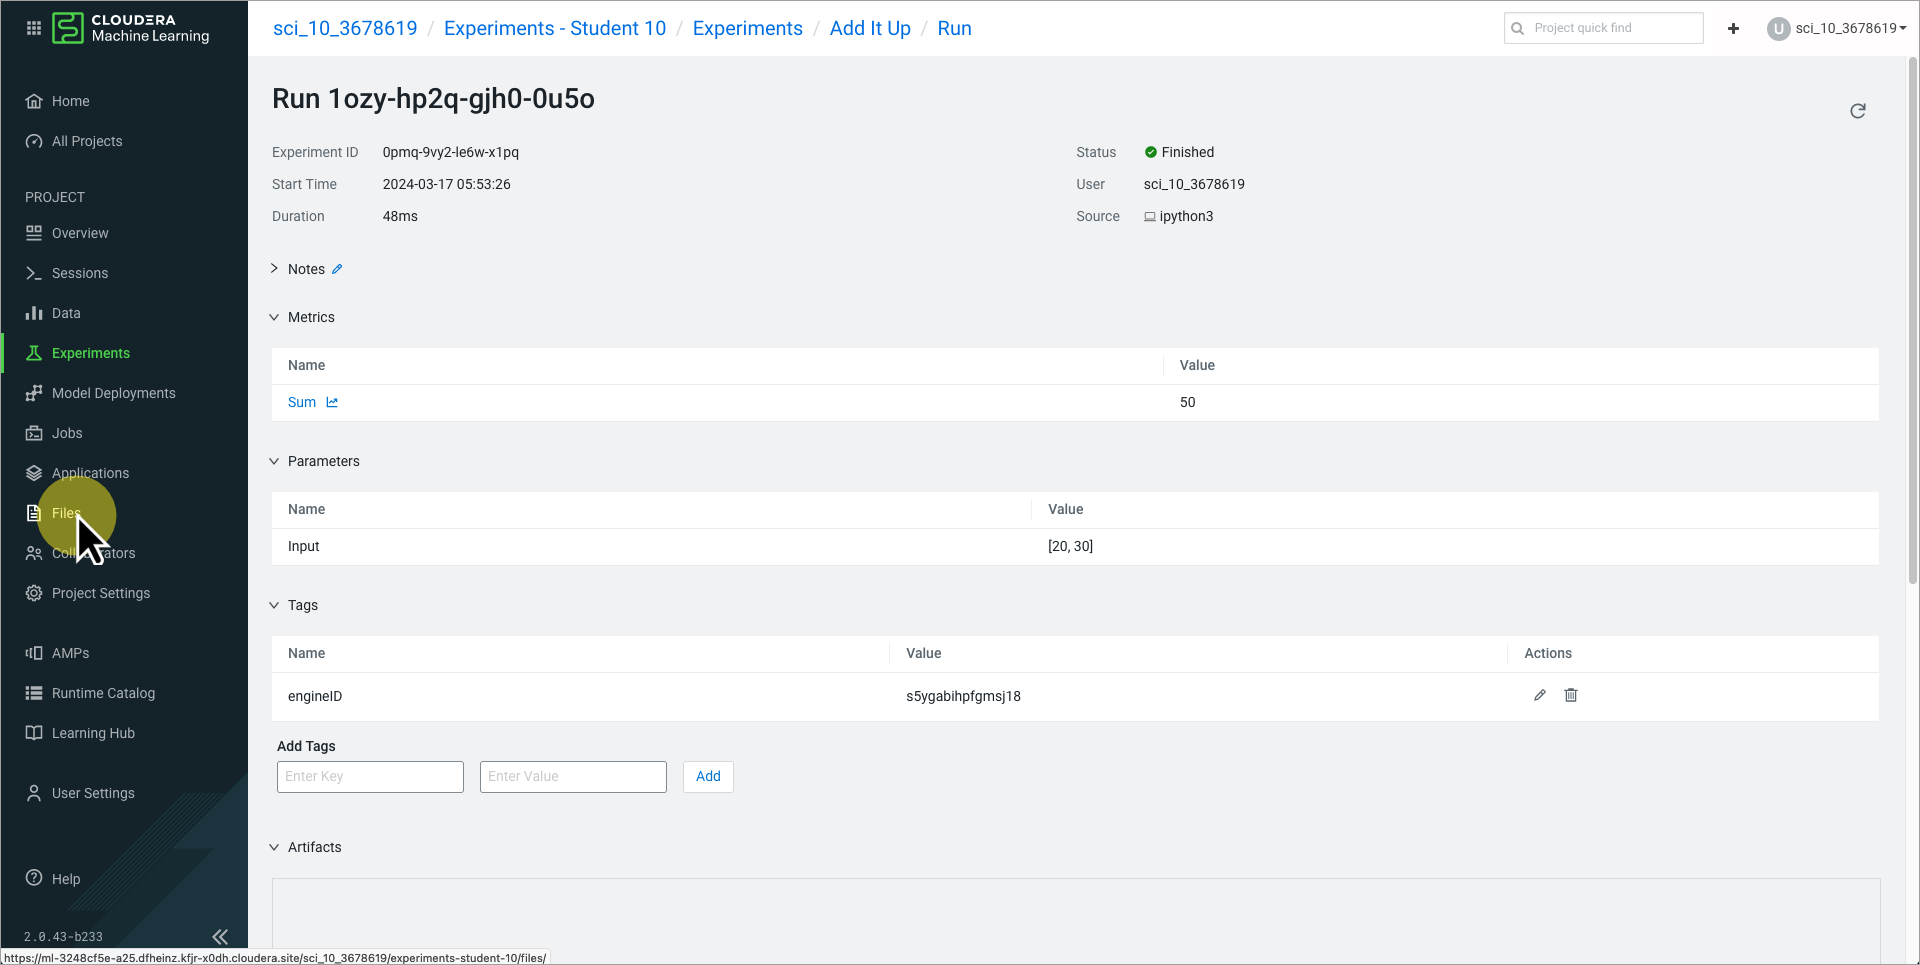 CLOUDERA
Machine Learning
sci_10_3678619 / Experiments - Student 10 / Experiments / Add It Up / Run
Project quick find
+
U sci_10_3678619
Home
All Projects
PROJECT
Overview
Sessions
Data
Experiments
Model Deployments
Jobs
Applications
Files
Project Settings
AMPs
Runtime Catalog
Learning Hub
User Settings
Help
2.0.43-b233
Run 1ozy-hp2q-gjh0-0u5o
Experiment ID 0pmq-9vy2-le6w-x1pq
Start Time 2024-03-17 05:53:26
Duration 48ms
Status Finished
User sci_10_3678619
Source ipython3
Notes
Metrics
Name Value
Sum 50
Parameters
Name Value
Input [20, 30]
Tags
Name Value Actions
engineID s5ygabihpfgmsj18
Add Tags
Enter Key Enter Value Add
Artifacts
https://ml-3248cf5e-a25.dfheinz.kfjr-x0dh.cloudera.site/sci_10_3678619/experiments-student-10/files/